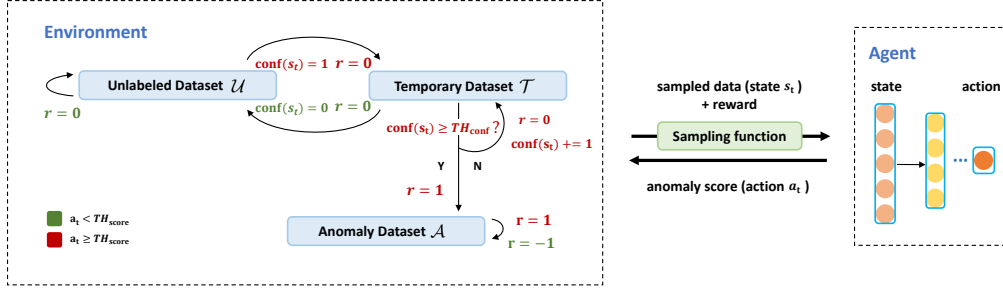 Environment
conf(s_t) = 1  r = 0
Unlabeled Dataset 𝒰
Temporary Dataset 𝒯
r = 0
conf(s_t) = 0  r = 0
conf(s_t) ≥ TH_conf ?
r = 0
conf(s_t) += 1
Y
N
r = 1
a_t < TH_score
a_t ≥ TH_score
Anomaly Dataset 𝒜
r = 1
r = −1
sampled data (state s_t )
+ reward
Sampling function
anomaly score (action a_t )
Agent
state
action
...